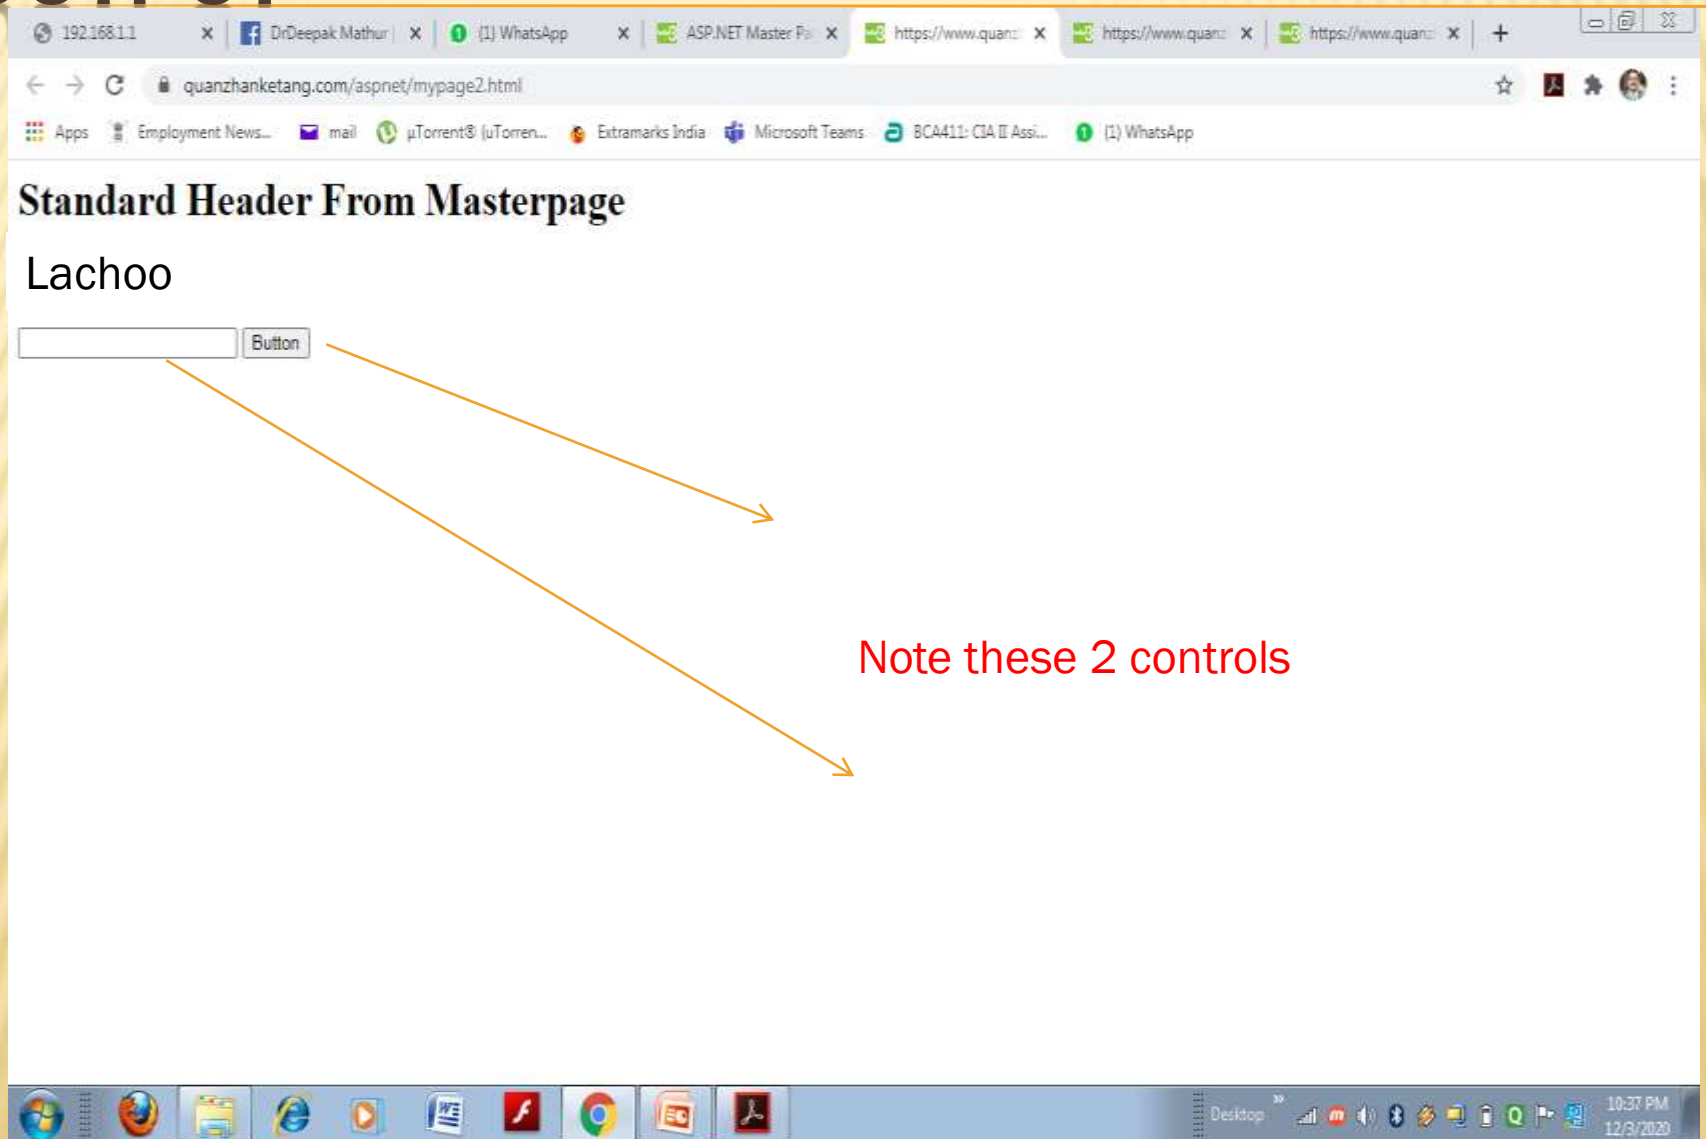 192.168.1.1 DrDeepak Mathur (1) WhatsApp ASP.NET Master Pa https://www.quan: https://www.quan: https://www.quan:
quanzhanketang.com/aspnet/mypage2.html
Apps Employment News... mail µTorrent® (uTorren... Extramarks India Microsoft Teams BCA411: CIA II Assi... (1) WhatsApp
Standard Header From Masterpage
Lachoo
Button
Note these 2 controls
Desktop
10:37 PM
12/3/2020